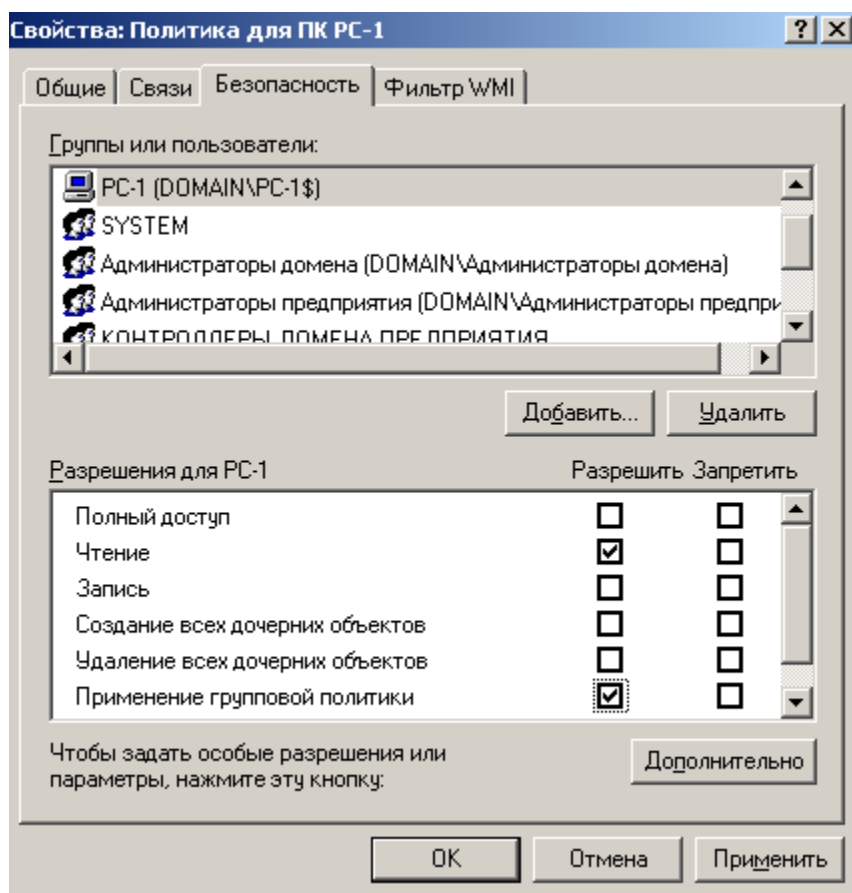 Свойства: Политика для ПК PC-1
Общие Связи Безопасность Фильтр WMI
Группы или пользователи:
PC-1 (DOMAIN\PC-1$)
SYSTEM
Администраторы домена (DOMAIN\Администраторы домена)
Администраторы предприятия (DOMAIN\Администраторы предпри
КОНТРОЛЛЕРЫ ДОМЕНА ПРЕДПРИЯТИЯ
Добавить... Удалить
Разрешения для PC-1 Разрешить Запретить
Полный доступ
Чтение
Запись
Создание всех дочерних объектов
Удаление всех дочерних объектов
Применение групповой политики
Чтобы задать особые разрешения или
параметры, нажмите эту кнопку:
Дополнительно
OK Отмена Применить